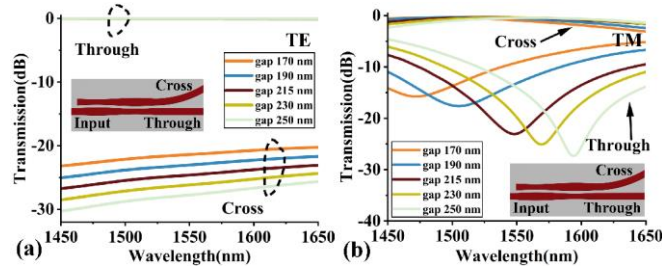 0
-10
-20
-30
Transmission(dB)
Through
TE
gap 170 nm
gap 190 nm
gap 215 nm
gap 230 nm
gap 250 nm
Cross
Input
Through
Cross
(a)
1450
1500
1550
1600
1650
Wavelength(nm)
0
-10
-20
-30
-40
Transmission(dB)
Cross
TM
Through
gap 170 nm
gap 190 nm
gap 215 nm
gap 230 nm
gap 250 nm
Cross
Input
Through
(b)
1450
1500
1550
1600
1650
Wavelength(nm)